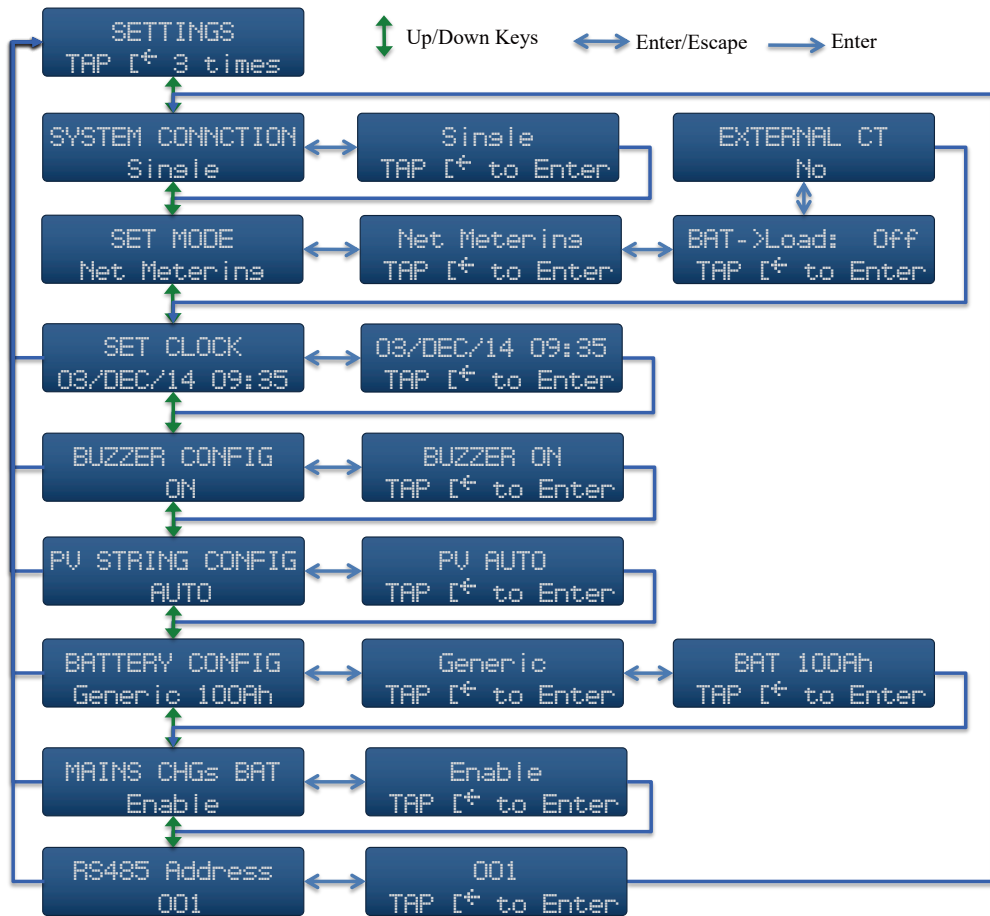 SETTINGS
TAP [← 3 times
Up/Down Keys
Enter/Escape
Enter
SYSTEM CONNCTION
Single
Single
TAP [← to Enter
EXTERNAL CT
No
SET MODE
Net Metering
Net Metering
TAP [← to Enter
BAT->Load: Off
TAP [← to Enter
SET CLOCK
03/DEC/14 09:35
03/DEC/14 09:35
TAP [← to Enter
BUZZER CONFIG
ON
BUZZER ON
TAP [← to Enter
PV STRING CONFIG
AUTO
PV AUTO
TAP [← to Enter
BATTERY CONFIG
Generic 100Ah
Generic
TAP [← to Enter
BAT 100Ah
TAP [← to Enter
MAINS CHGs BAT
Enable
Enable
TAP [← to Enter
RS485 Address
001
001
TAP [← to Enter